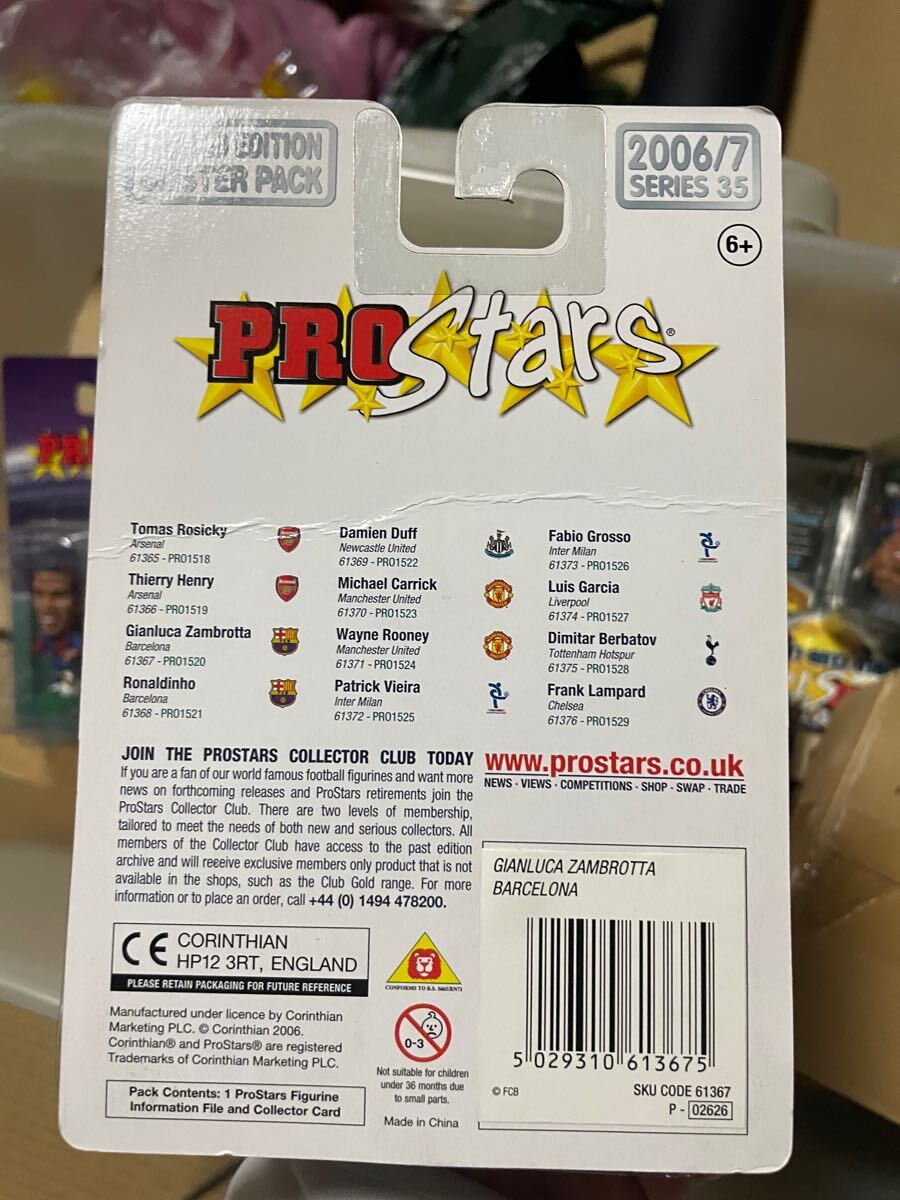 EDITION
PACK
2006/7
SERIES 35
6+
PROStars®
Tomas Rosicky
Arsenal
61365 - PRO1518
Thierry Henry
Arsenal
61366 - PRO1519
Gianluca Zambrotta
Barcelona
61367 - PRO1520
Ronaldinho
Barcelona
61368 - PRO1521
Damien Duff
Newcastle United
61369 - PRO1522
Michael Carrick
Manchester United
61370 - PRO1523
Wayne Rooney
Manchester United
61371 - PRO1524
Patrick Vieira
Inter Milan
61372 - PRO1525
Fabio Grosso
Inter Milan
61373 - PRO1526
Luis Garcia
Liverpool
61374 - PRO1527
Dimitar Berbatov
Tottenham Hotspur
61375 - PRO1528
Frank Lampard
Chelsea
61376 - PRO1529
JOIN THE PROSTARS COLLECTOR CLUB TODAY
If you are a fan of our world famous football figurines and want more
news on forthcoming releases and ProStars retirements join the
ProStars Collector Club. There are two levels of membership,
tailored to meet the needs of both new and serious collectors. All
members of the Collector Club have access to the past edition
archive and will receive exclusive members only product that is not
available in the shops, such as the Club Gold range. For more
information or to place an order, call +44 (0) 1494 478200.
www.prostars.co.uk
NEWS · VIEWS · COMPETITIONS · SHOP · SWAP · TRADE
GIANLUCA ZAMBROTTA
BARCELONA
5 029310 613675
© FCB
SKU CODE 61367
P - 02626
CE CORINTHIAN
HP12 3RT, ENGLAND
PLEASE RETAIN PACKAGING FOR FUTURE REFERENCE
Manufactured under licence by Corinthian
Marketing PLC. © Corinthian 2006.
Corinthian® and ProStars® are registered
Trademarks of Corinthian Marketing PLC.
Pack Contents: 1 ProStars Figurine
Information File and Collector Card
CONFORMS TO B.S. 5665/EN71
0-3
Not suitable for children
under 36 months due
to small parts.
Made in China